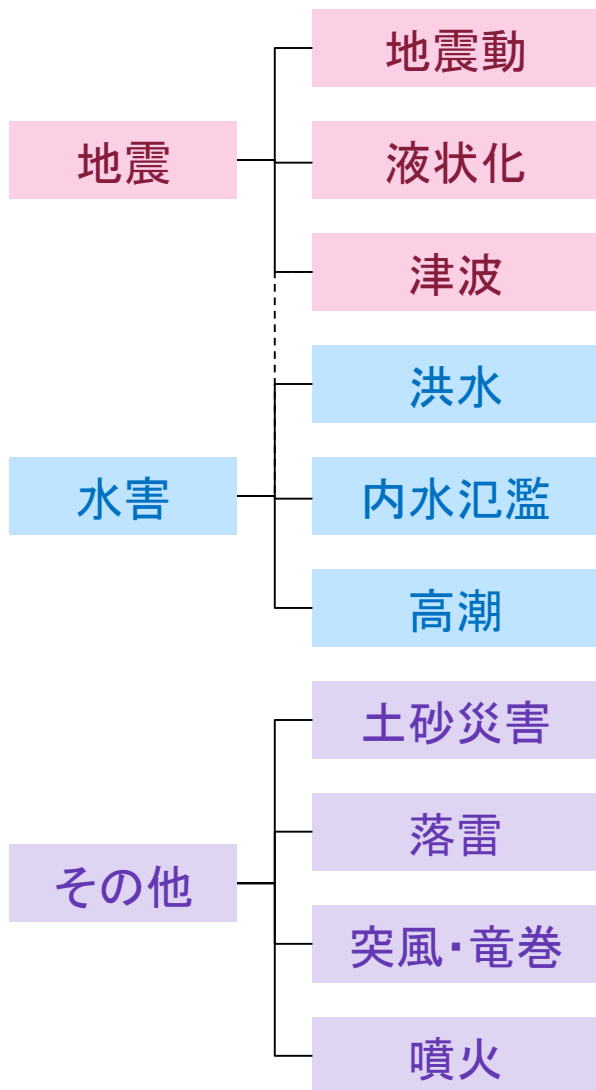 地震
地震動
液状化
津波
水害
洪水
内水氾濫
高潮
その他
土砂災害
落雷
突風・竜巻
噴火